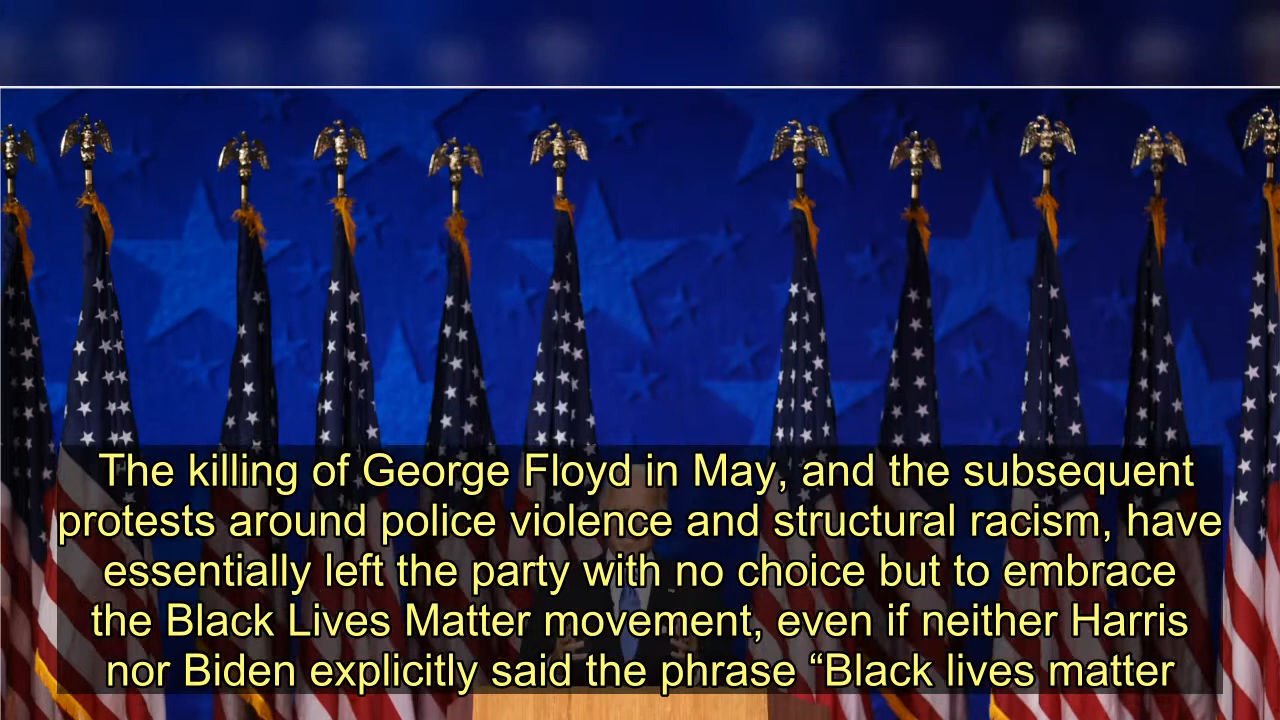 The killing of George Floyd in May, and the subsequent
protests around police violence and structural racism, have
essentially left the party with no choice but to embrace
the Black Lives Matter movement, even if neither Harris
nor Biden explicitly said the phrase “Black lives matter